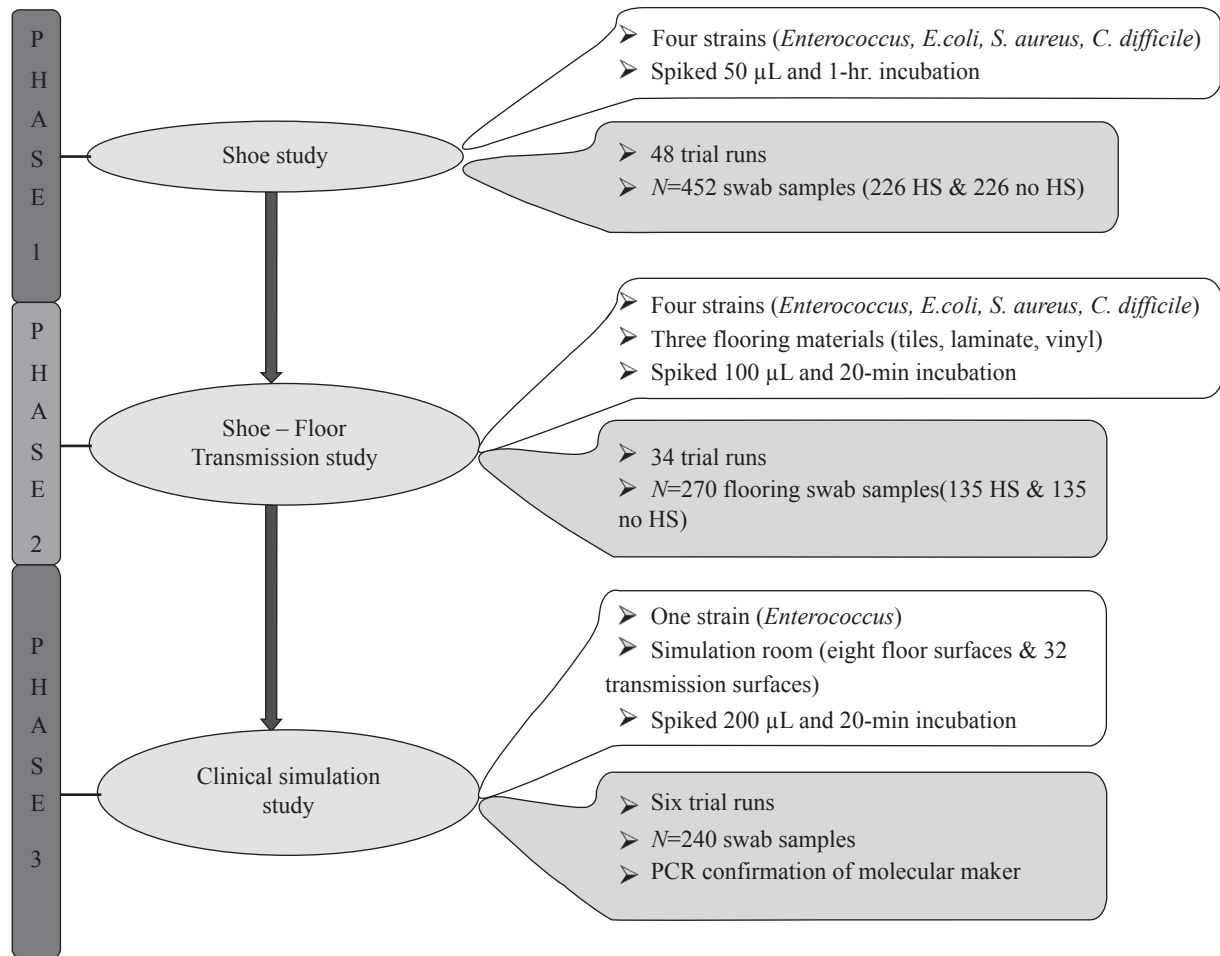 PHASE 1
Shoe study
➢ Four strains (Enterococcus, E.coli, S. aureus, C. difficile)
➢ Spiked 50 µL and 1-hr. incubation
➢ 48 trial runs
➢ N=452 swab samples (226 HS & 226 no HS)
PHASE 2
Shoe – Floor
Transmission study
➢ Four strains (Enterococcus, E.coli, S. aureus, C. difficile)
➢ Three flooring materials (tiles, laminate, vinyl)
➢ Spiked 100 µL and 20-min incubation
➢ 34 trial runs
➢ N=270 flooring swab samples(135 HS & 135
no HS)
PHASE 3
Clinical simulation
study
➢ One strain (Enterococcus)
➢ Simulation room (eight floor surfaces & 32
transmission surfaces)
➢ Spiked 200 µL and 20-min incubation
➢ Six trial runs
➢ N=240 swab samples
➢ PCR confirmation of molecular maker